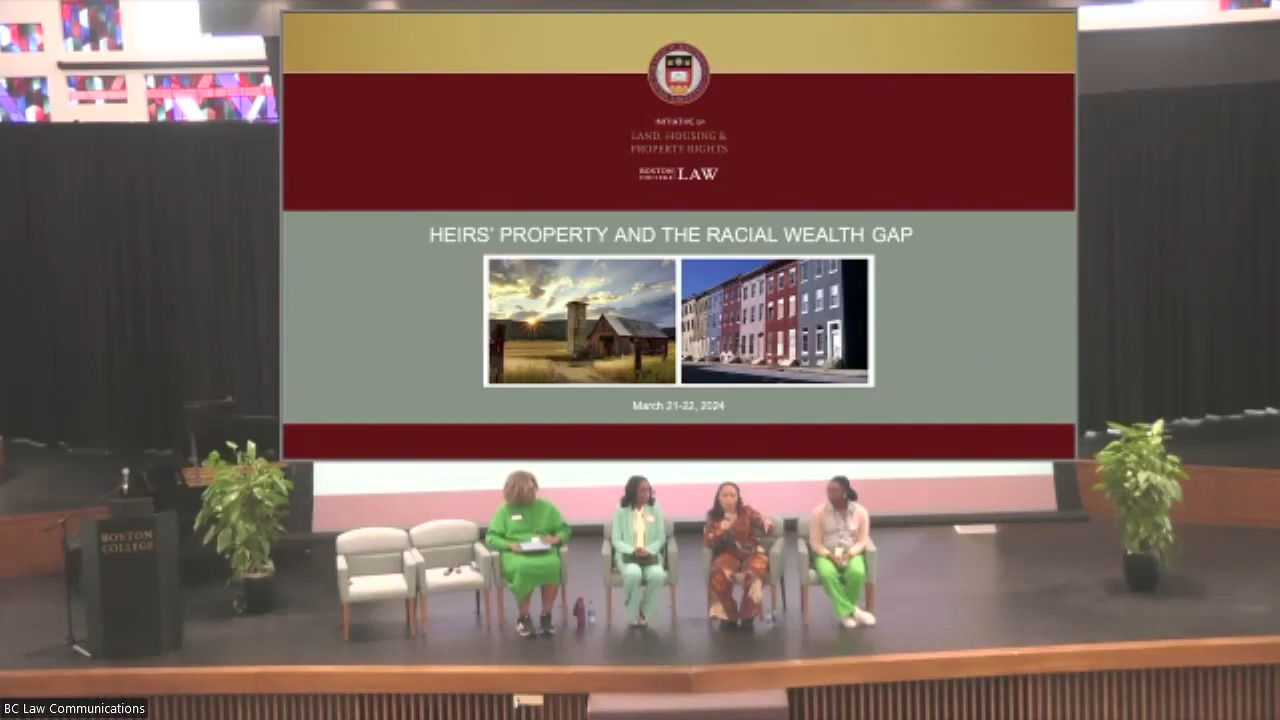 INITIATIVE on
LAND, HOUSING &
PROPERTY RIGHTS
BOSTON
COLLEGE LAW
HEIRS' PROPERTY AND THE RACIAL WEALTH GAP
March 21-22, 2024
BOSTON
COLLEGE
BC Law Communications